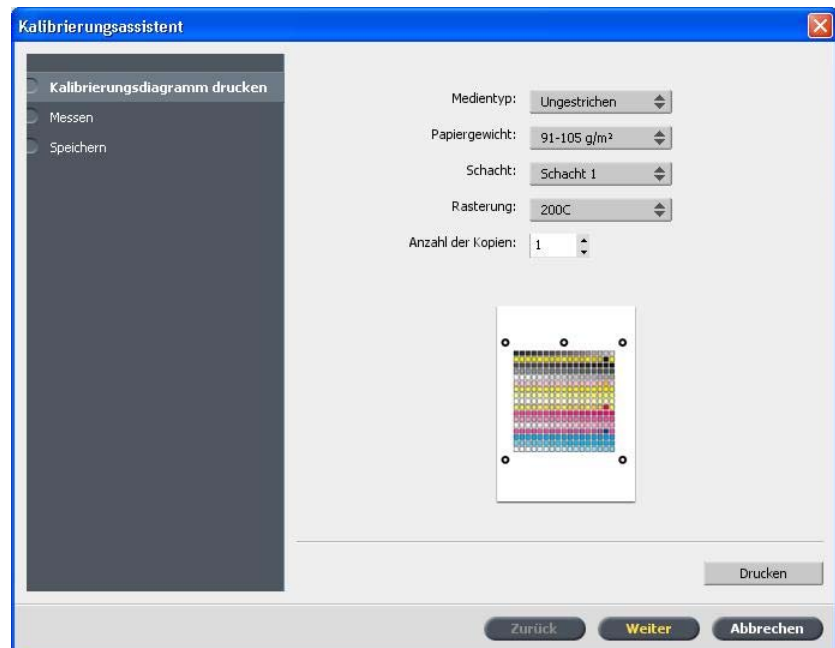 Kalibrierungsassistent
Kalibrierungsdiagramm drucken
Messen
Speichern
Medientyp: Ungestrichen
Papiergewicht: 91-105 g/m²
Schacht: Schacht 1
Rasterung: 200C
Anzahl der Kopien: 1
Drucken
Zurück Weiter Abbrechen